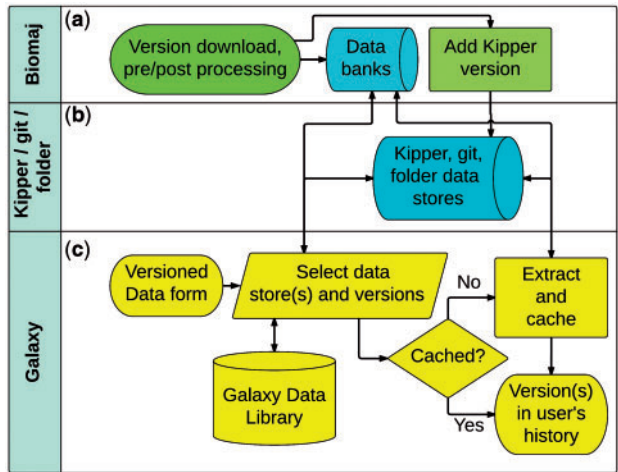 Biomaj
(a)
Version download,
pre/post processing
Data
banks
Add Kipper
version
Kipper / git /
folder
(b)
Kipper, git,
folder data
stores
Galaxy
(c)
Versioned
Data form
Select data
store(s) and versions
No
Extract
and
cache
Cached?
Galaxy Data
Library
Yes
Version(s)
in user's
history